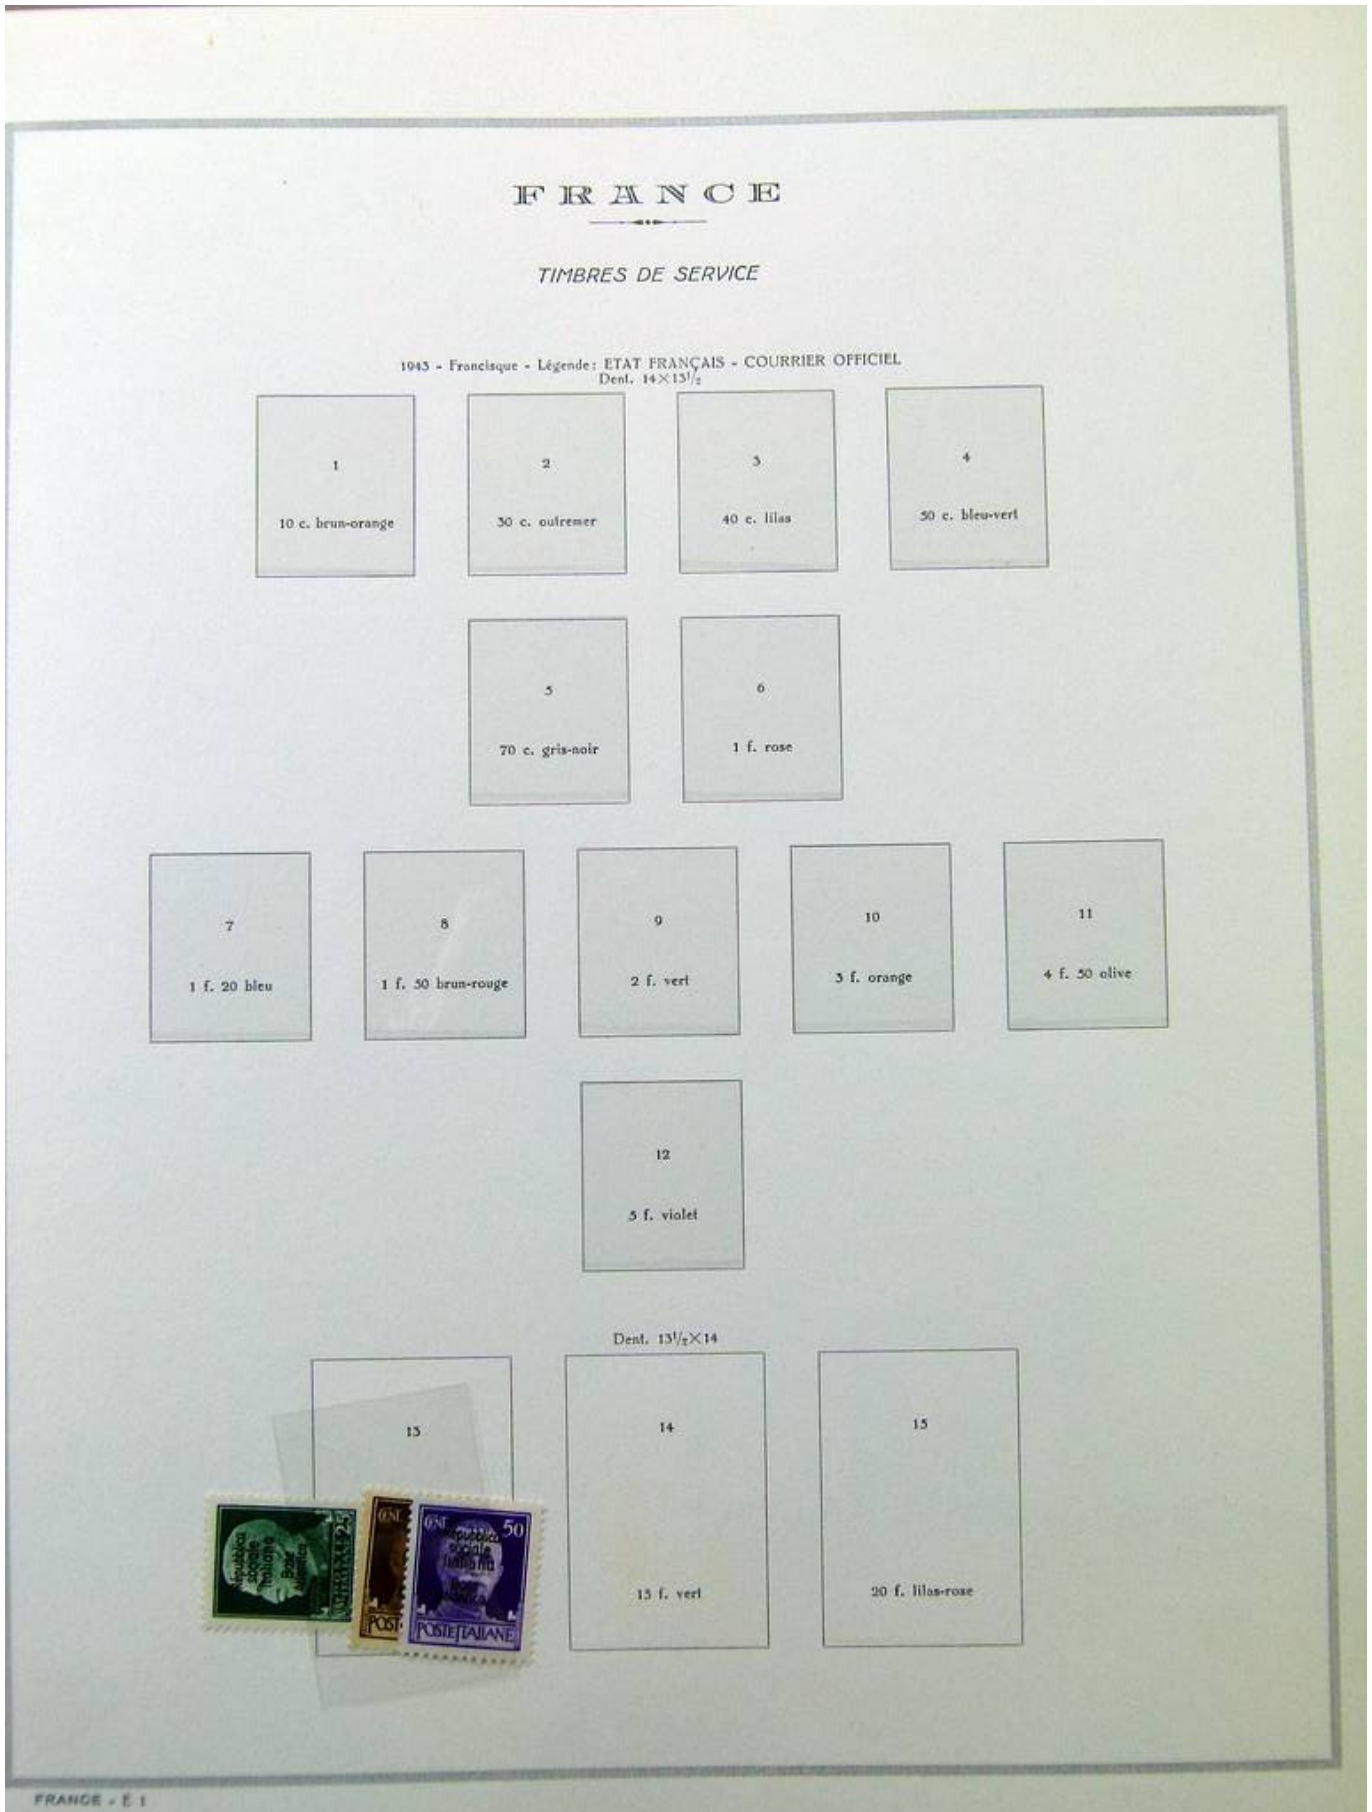 FRANCE
TIMBRES DE SERVICE
1943 - Francisque - Légende: ETAT FRANÇAIS - COURRIER OFFICIEL
Dent. 14×13½
1
10 c. brun-orange
2
30 c. outremer
3
40 c. lilas
4
50 c. bleu-vert
5
70 c. gris-noir
6
1 f. rose
7
1 f. 20 bleu
8
1 f. 50 brun-rouge
9
2 f. vert
10
3 f. orange
11
4 f. 50 olive
12
5 f. violet
Dent. 13½×14
13
14
15 f. vert
15
20 f. lilas-rose
Repubblica
sociale
Italiana
Base
Atlantica
25
CENT.
POST
CENT. 50
Repubblica
sociale
Italiana
Base
POSTE ITALIANE
FRANCE - É 1